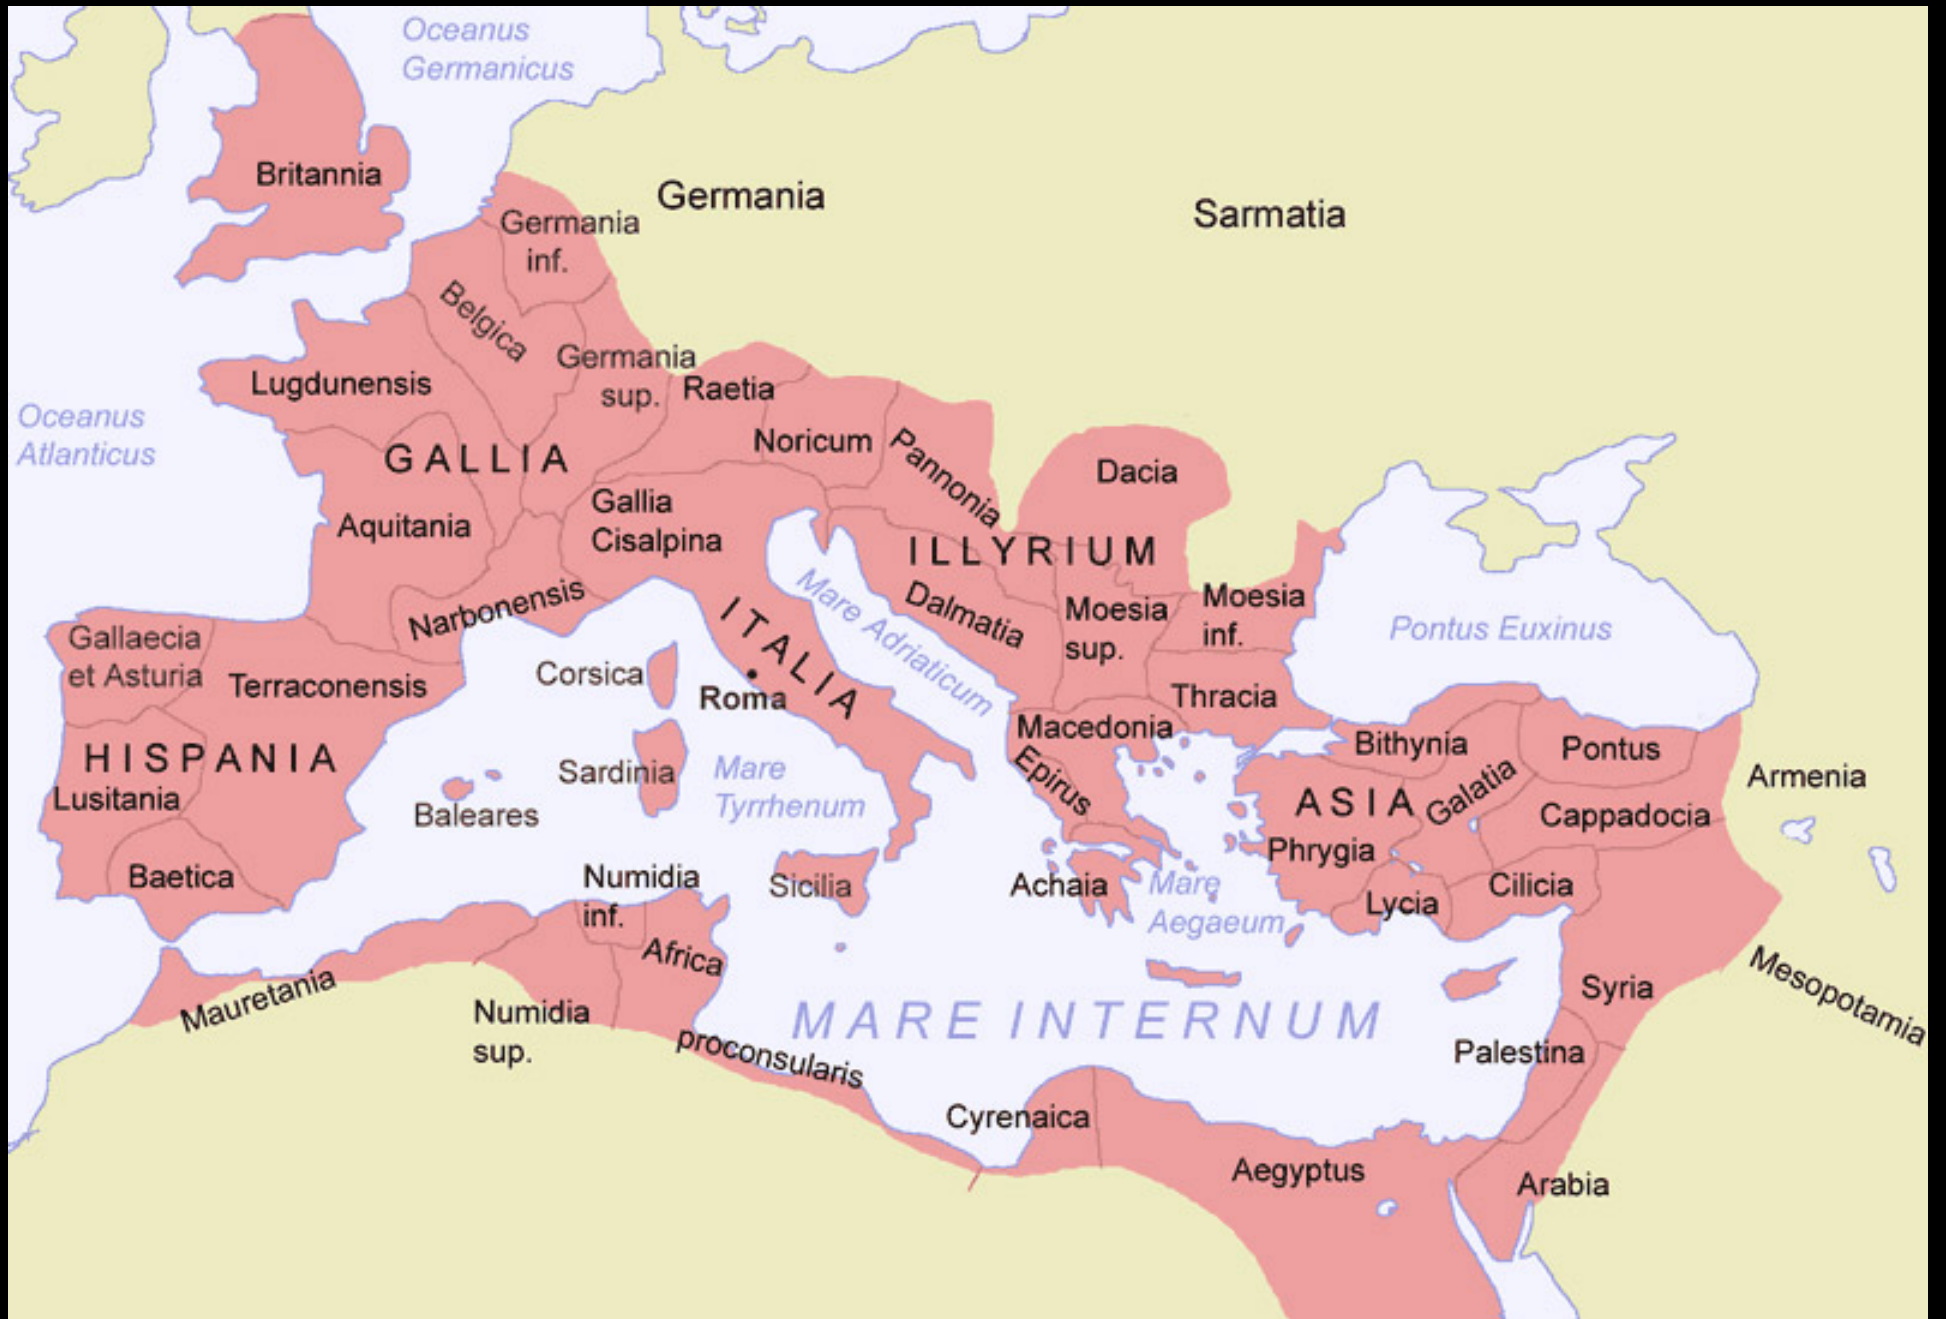 Oceanus
Germanicus
Britannia
Germania
Sarmatia
Germania
inf.
Belgica
Germania
sup.
Lugdunensis
Raetia
Oceanus
Atlanticus
GALLIA
Noricum
Pannonia
Dacia
Aquitania
Gallia
Cisalpina
ILLYRIUM
Narbonensis
ITALIA
Mare Adriaticum
Dalmatia
Moesia
sup.
Moesia
inf.
Pontus Euxinus
Gallaecia
et Asturia
Terraconensis
Corsica
Roma
Thracia
Macedonia
HISPANIA
Lusitania
Baleares
Sardinia
Mare
Tyrrhenum
Epirus
Bithynia
Pontus
Armenia
ASIA
Galatia
Cappadocia
Phrygia
Baetica
Numidia
inf.
Sicilia
Achaia
Mare
Aegaeum
Lycia
Cilicia
Africa
Mauretania
Numidia
sup.
proconsularis
MARE INTERNUM
Syria
Mesopotamia
Palestina
Cyrenaica
Aegyptus
Arabia